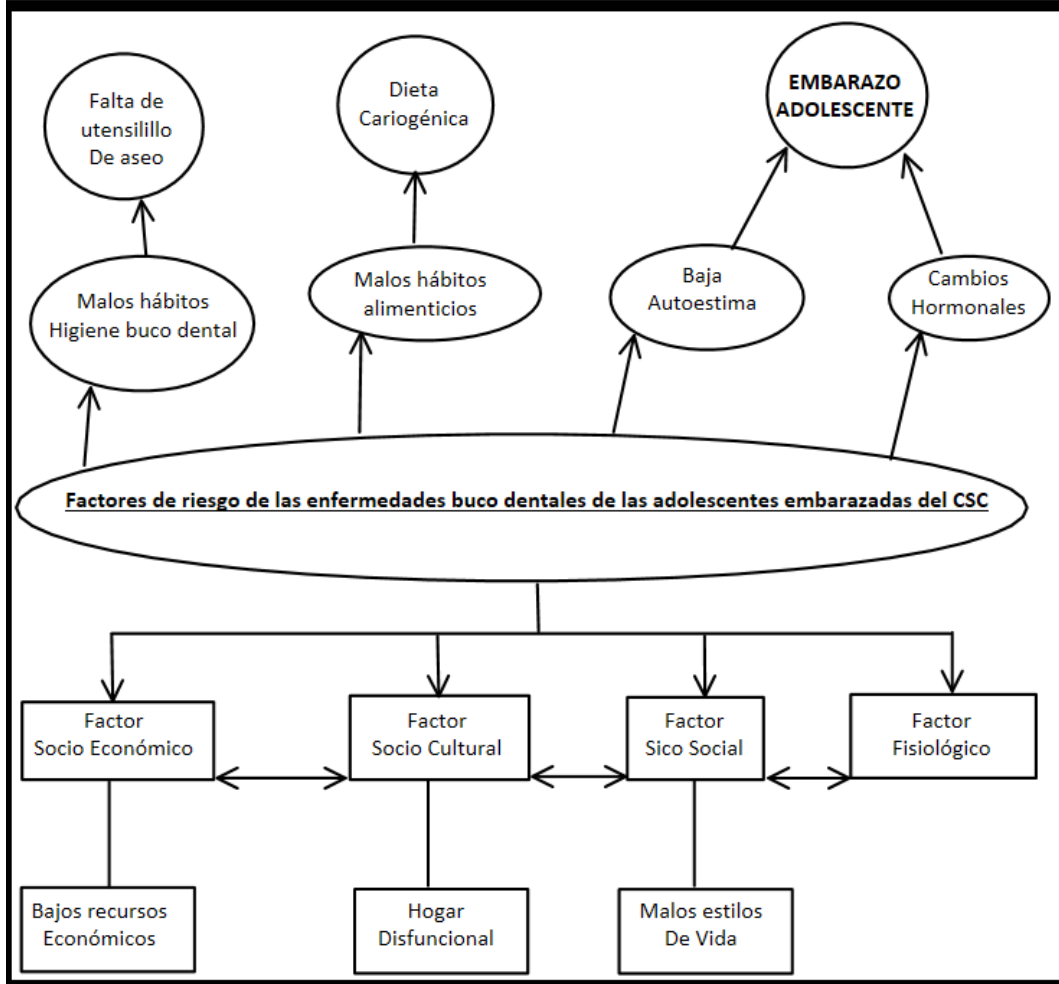 Falta de
utensilillo
De aseo
Dieta
Cariogénica
EMBARAZO
ADOLESCENTE
Malos hábitos
Higiene buco dental
Malos hábitos
alimenticios
Baja
Autoestima
Cambios
Hormonales
Factores de riesgo de las enfermedades buco dentales de las adolescentes embarazadas del CSC
Factor
Socio Económico
Factor
Socio Cultural
Factor
Sico Social
Factor
Fisiológico
Bajos recursos
Económicos
Hogar
Disfuncional
Malos estilos
De Vida